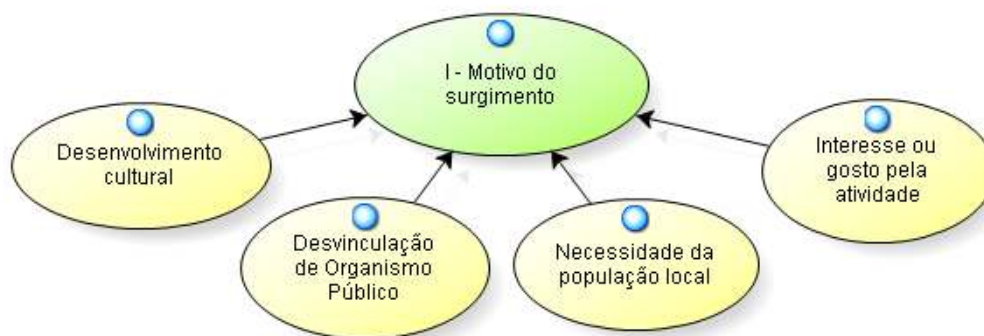 I - Motivo do
surgimento
Desenvolvimento
cultural
Desvinculação
de Organismo
Público
Necessidade da
população local
Interesse ou
gosto pela
atividade